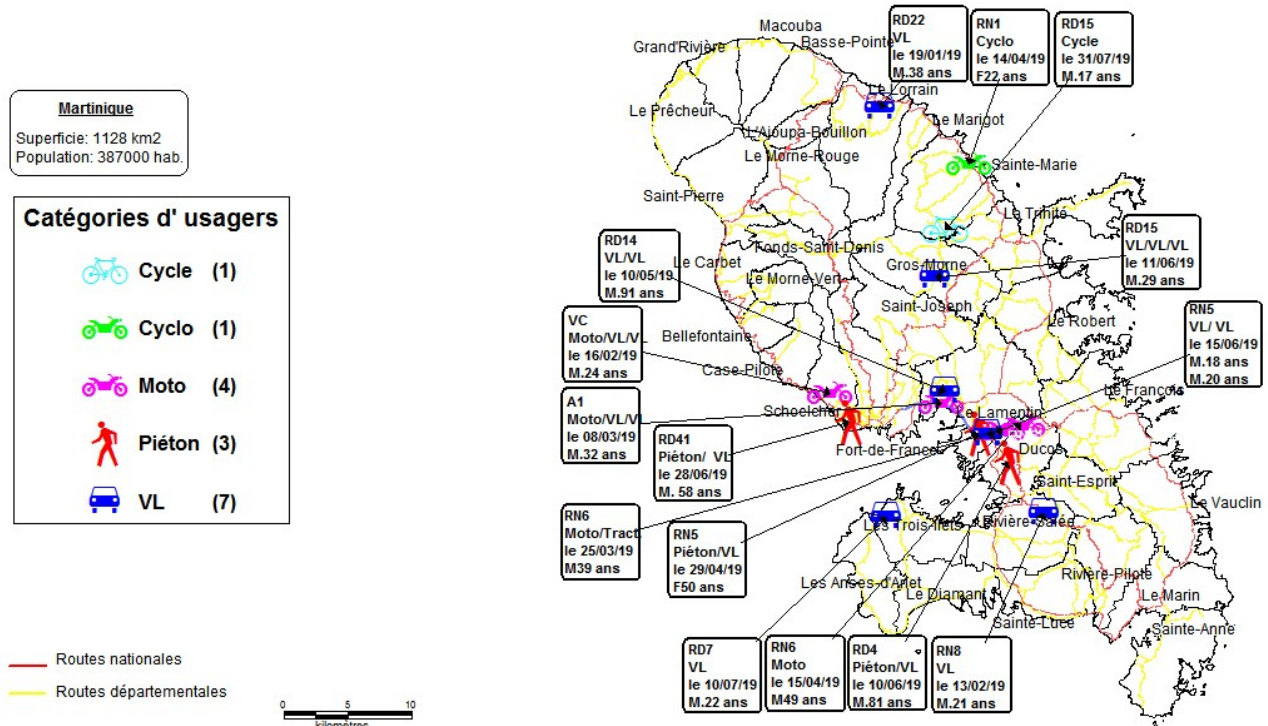 Martinique
Superficie: 1128 km2
Population: 387000 hab.
Catégories d' usagers
Cycle (1)
Cyclo (1)
Moto (4)
Piéton (3)
VL (7)
Routes nationales
Routes départementales
0 5 10
kilomètres
RD22
VL
le 19/01/19
M.38 ans
RN1
Cyclo
le 14/04/19
F22 ans
RD15
Cycle
le 31/07/19
M.17 ans
RD14
VL/VL
le 10/05/19
M.91 ans
RD15
VL/VL/VL
le 11/06/19
M.29 ans
VC
Moto/VL/VL
le 16/02/19
M.24 ans
RN5
VL/ VL
le 15/06/19
M.18 ans
M.20 ans
A1
Moto/VL/VL
le 08/03/19
M.32 ans
RD41
Piéton/ VL
le 28/06/19
M. 58 ans
RN6
Moto/Tract.
le 25/03/19
M39 ans
RN5
Piéton/VL
le 29/04/19
F50 ans
RD7
VL
le 10/07/19
M.22 ans
RN6
Moto
le 15/04/19
M49 ans
RD4
Piéton/VL
le 10/06/19
M.81 ans
RN8
VL
le 13/02/19
M.21 ans
Macouba
Grand'Rivière
Basse-Pointe
Le Lorrain
Le Prêcheur
Le Marigot
L'Ajoupa-Bouillon
Le Morne-Rouge
Sainte-Marie
Saint-Pierre
La Trinité
Fonds-Saint-Denis
Le Carbet
Gros-Morne
Le Morne-Vert
Saint-Joseph
Le Robert
Bellefontaine
Case-Pilote
Le François
Schoelcher
Le Lamentin
Fort-de-France
Ducos
Saint-Esprit
Le Vauclin
Les Trois-Ilets
Rivière-Salée
Rivière-Pilote
Les Anses-d'Arlet
Le Diamant
Le Marin
Sainte-Luce
Sainte-Anne